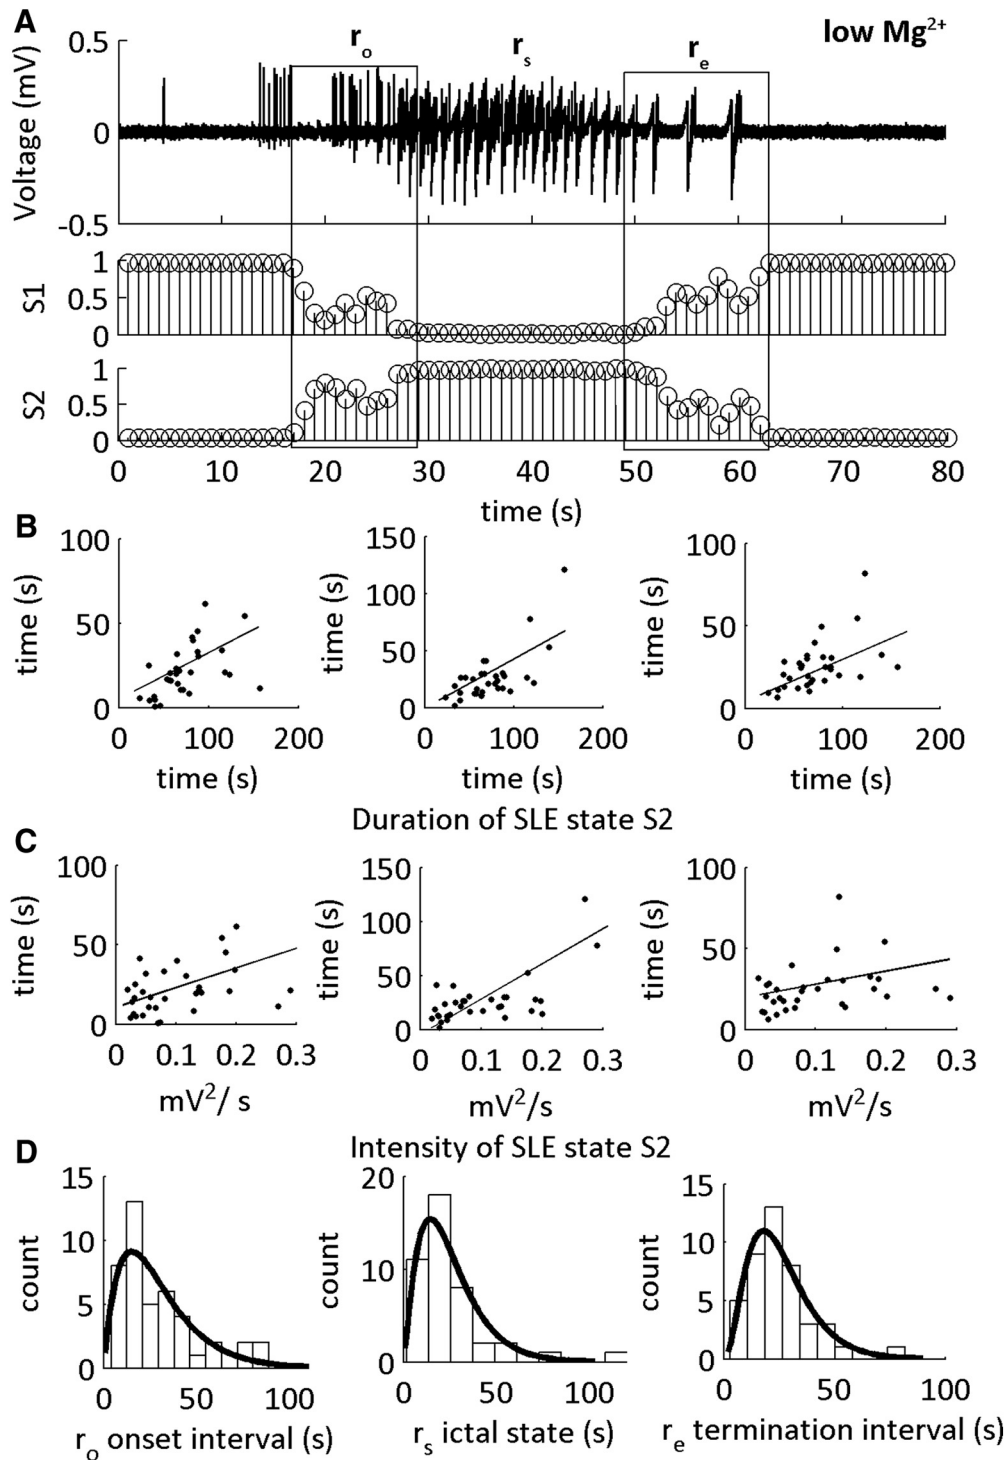 A
low Mg2+
ro
rs
re
Voltage (mV)
0.5
0
-0.5
S1
1
0.5
0
S2
1
0.5
0
0 20 30 40 50 60 70 80
time (s)
B
time (s)
100
50
0
0 100 200
time (s)
time (s)
150
100
50
0
0 100 200
time (s)
time (s)
100
50
0
0 100 200
time (s)
Duration of SLE state S2
C
time (s)
100
50
0
0 0.1 0.2 0.3
mV2/ s
time (s)
150
100
50
0
0 0.1 0.2 0.3
mV2/s
time (s)
100
50
0
0 0.1 0.2 0.3
mV2/s
Intensity of SLE state S2
D
count
15
10
5
0
0 50 100
ro onset interval (s)
count
20
10
0
0 50 100
rs ictal state (s)
count
15
10
5
0
0 50 100
re termination interval (s)